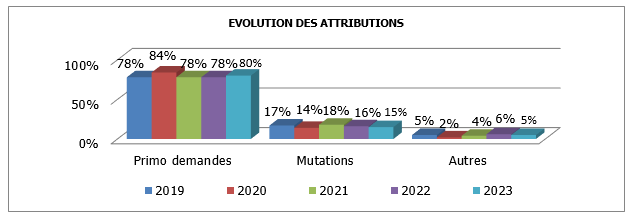 EVOLUTION DES ATTRIBUTIONS
100%
50%
0%
78% 84% 78% 78% 80%
17% 14% 18% 16% 15%
5% 2% 4% 6% 5%
Primo demandes Mutations Autres
2019 2020 2021 2022 2023